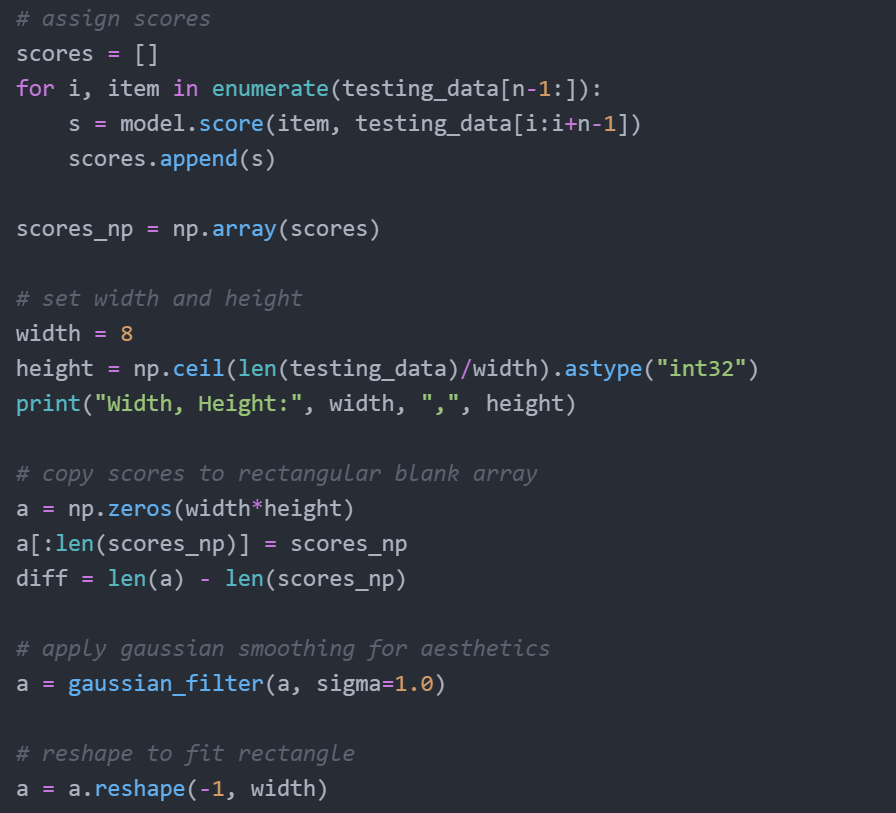 # assign scores
scores = []
for i, item in enumerate(testing_data[n-1:]):
    s = model.score(item, testing_data[i:i+n-1])
    scores.append(s)

scores_np = np.array(scores)

# set width and height
width = 8
height = np.ceil(len(testing_data)/width).astype("int32")
print("Width, Height:", width, ",", height)

# copy scores to rectangular blank array
a = np.zeros(width*height)
a[:len(scores_np)] = scores_np
diff = len(a) - len(scores_np)

# apply gaussian smoothing for aesthetics
a = gaussian_filter(a, sigma=1.0)

# reshape to fit rectangle
a = a.reshape(-1, width)